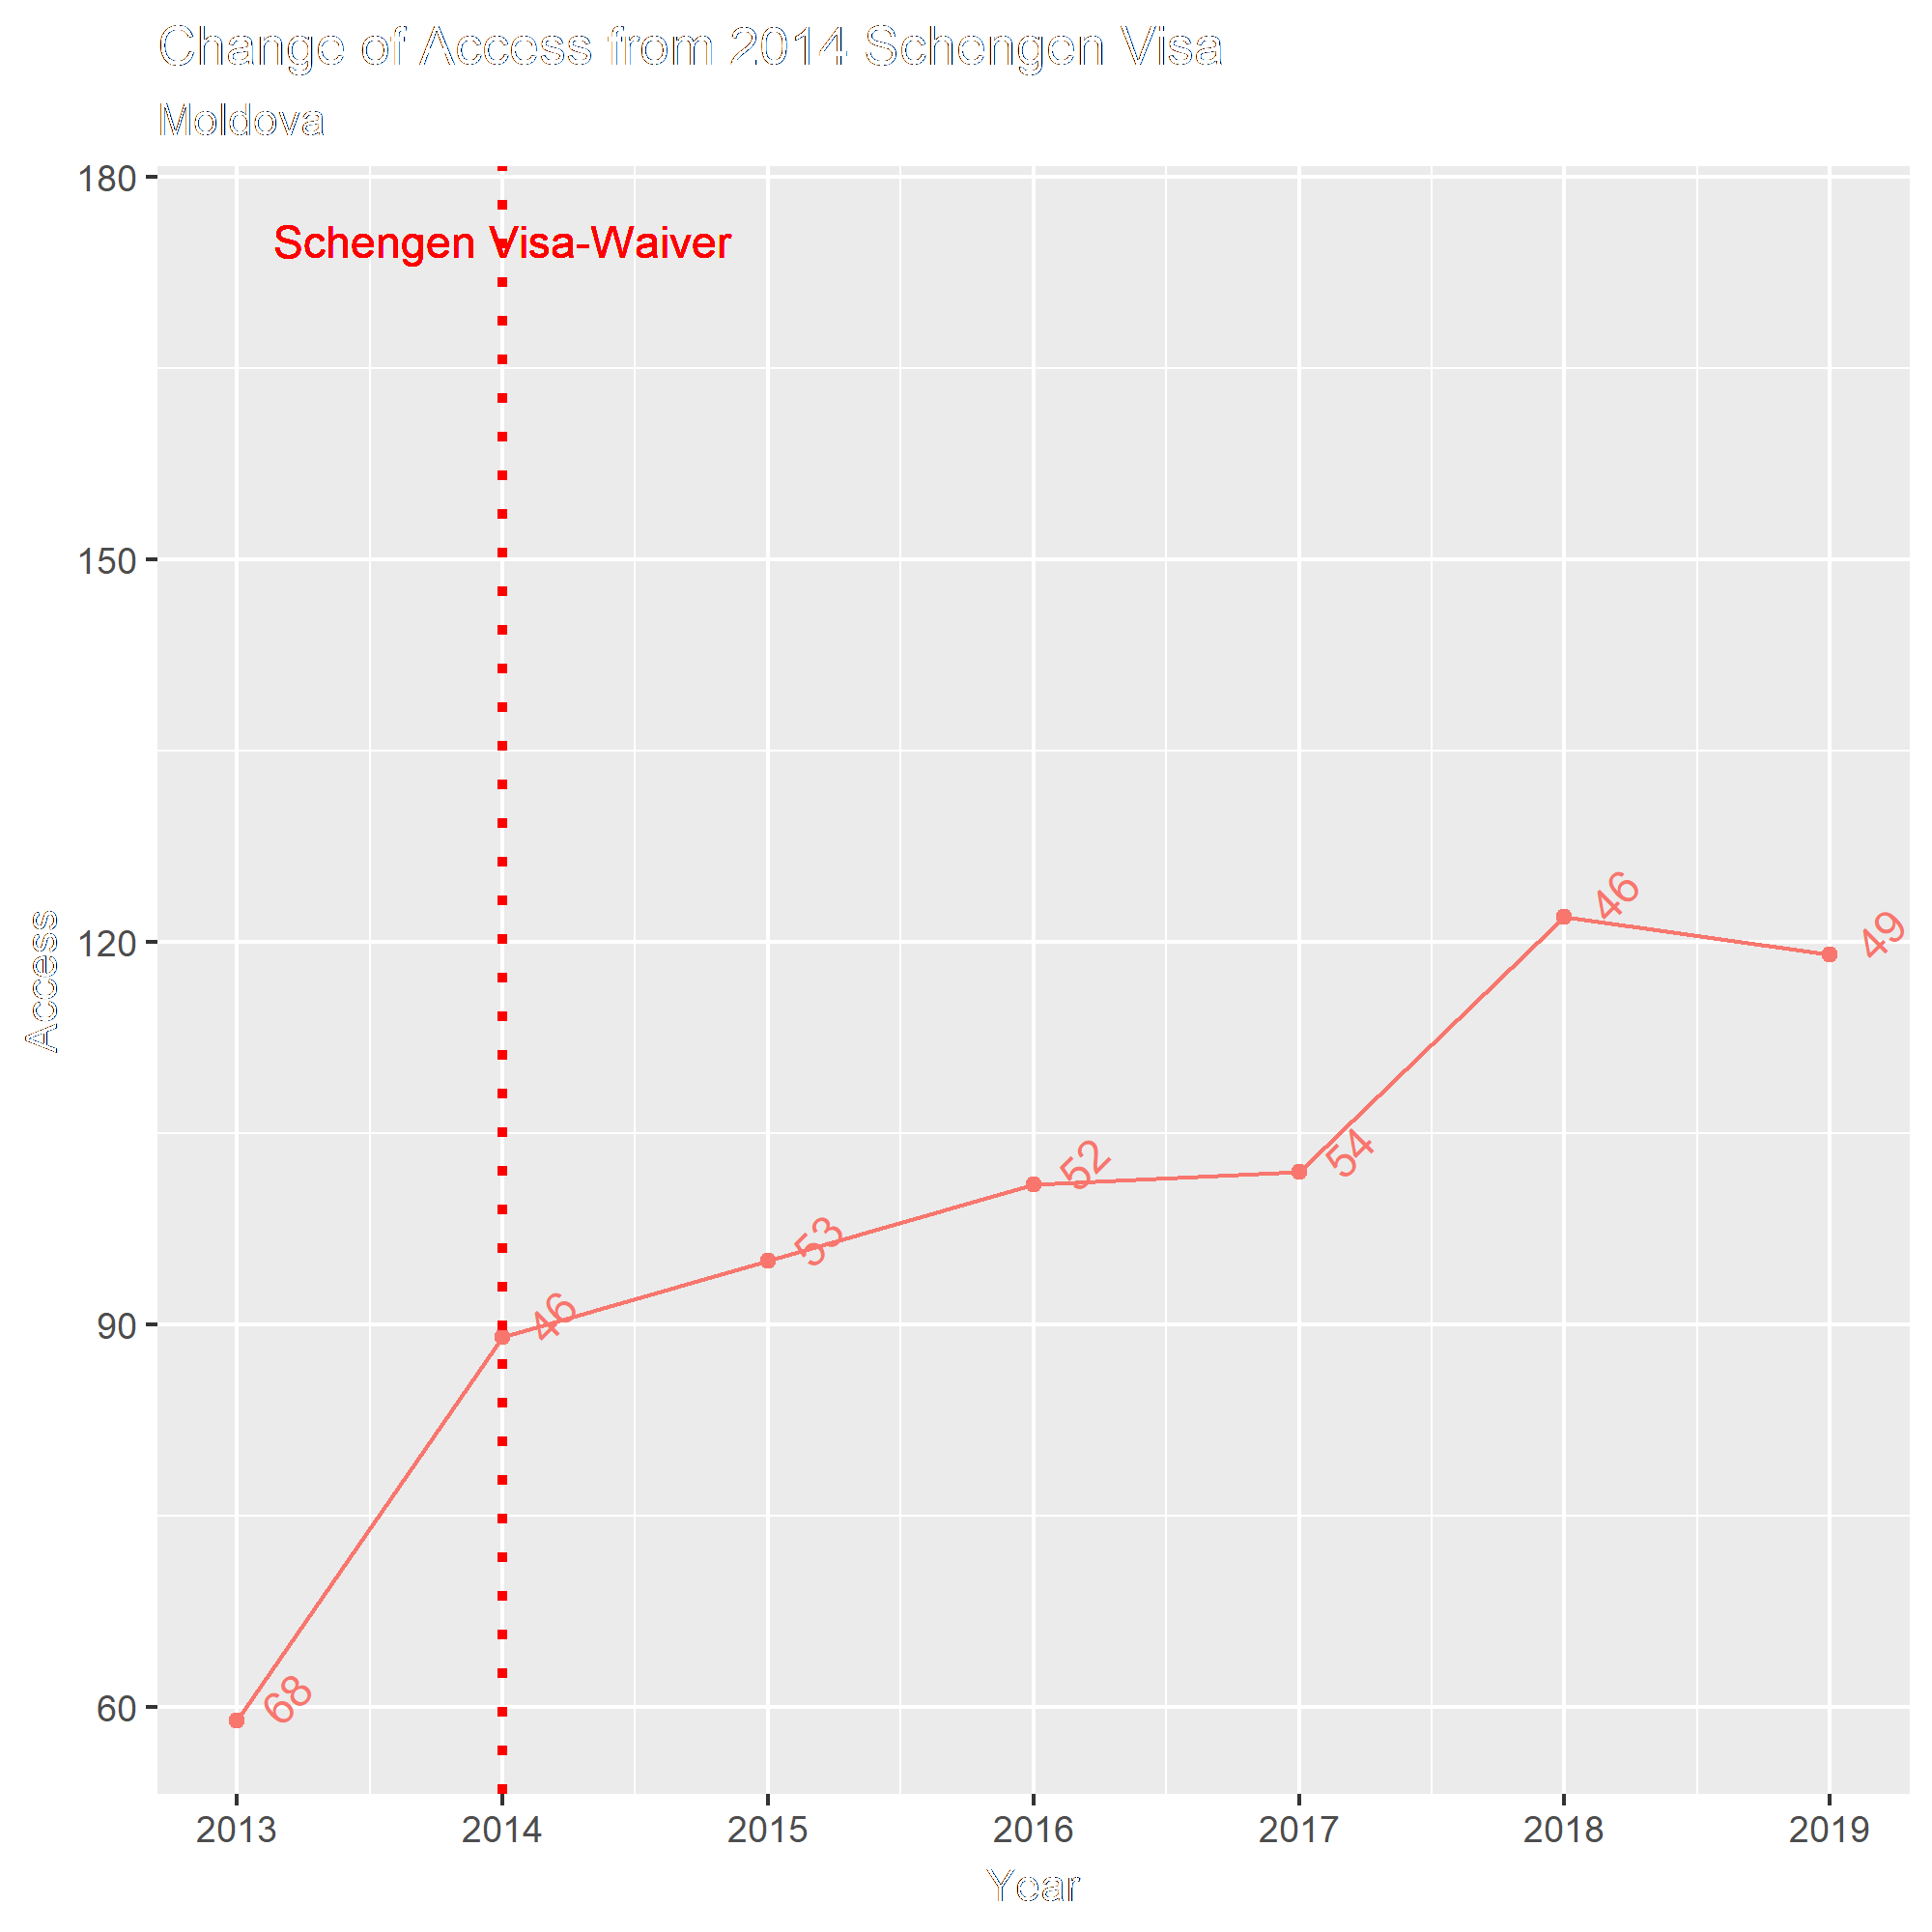 Change of Access from 2014 Schengen Visa
Moldova
180
Schengen Visa-Waiver
150
120
90
60
Access
46
49
54
52
53
46
68
2013 2014 2015 2016 2017 2018 2019
Year